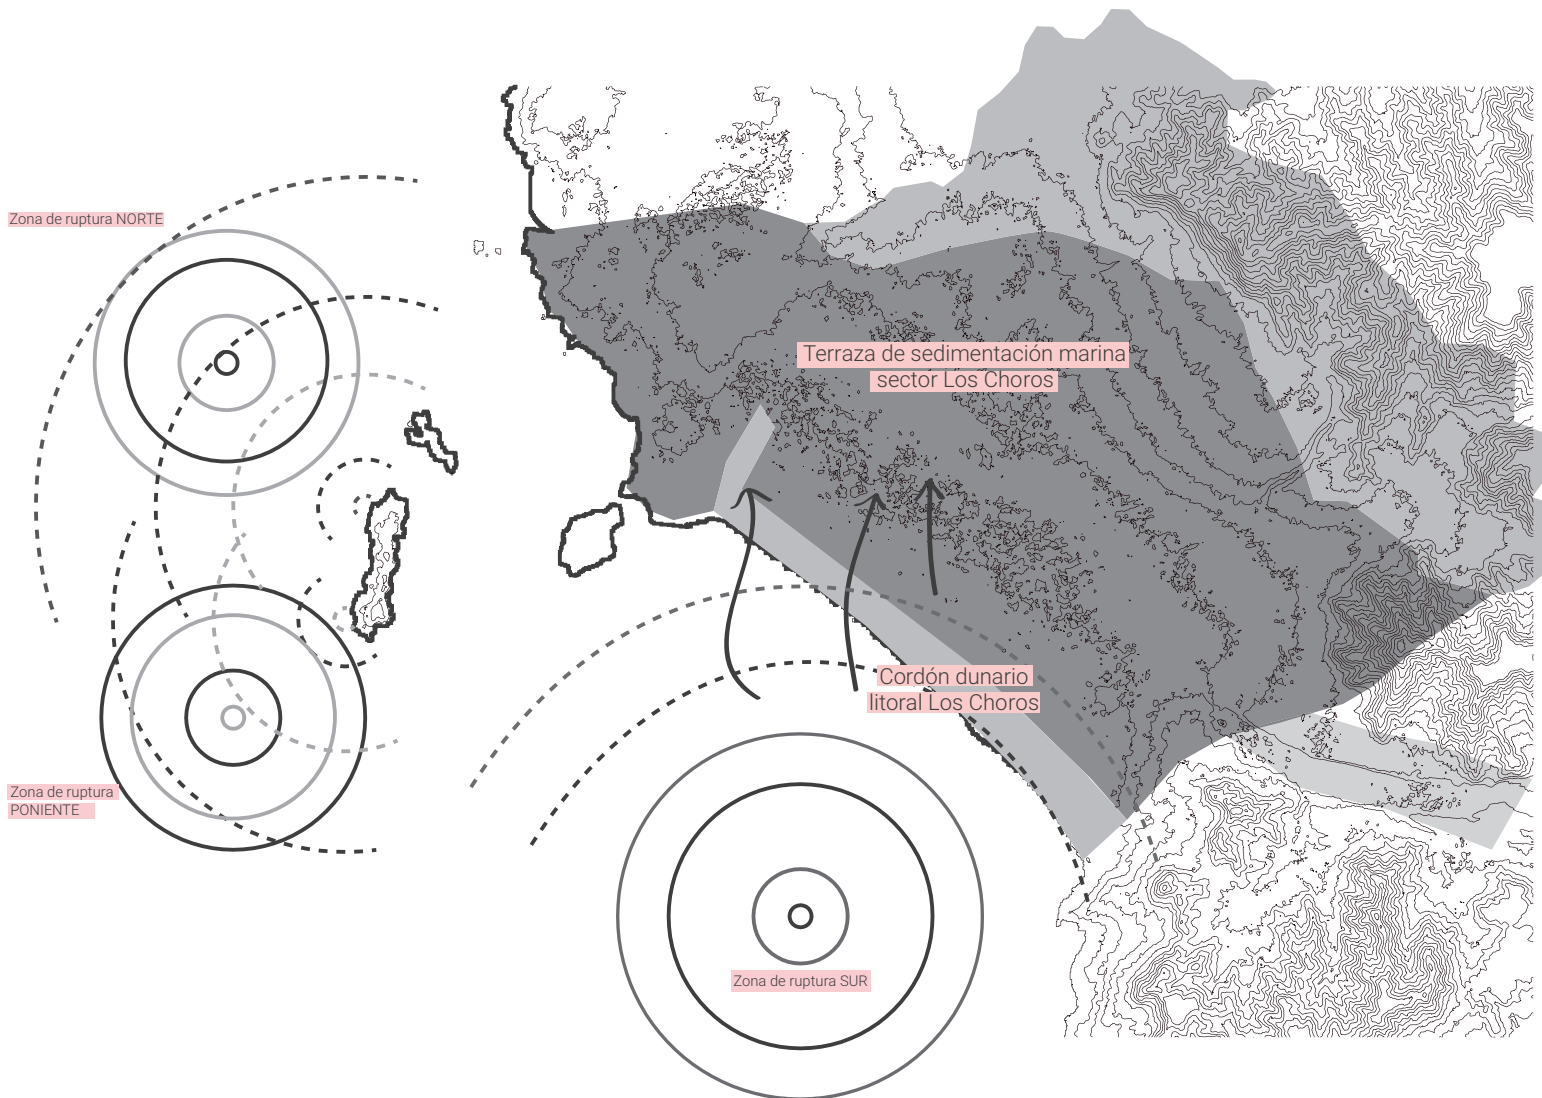 Zona de ruptura NORTE
Terraza de sedimentación marina
sector Los Choros
Cordón dunario
litoral Los Choros
Zona de ruptura
PONIENTE
Zona de ruptura SUR